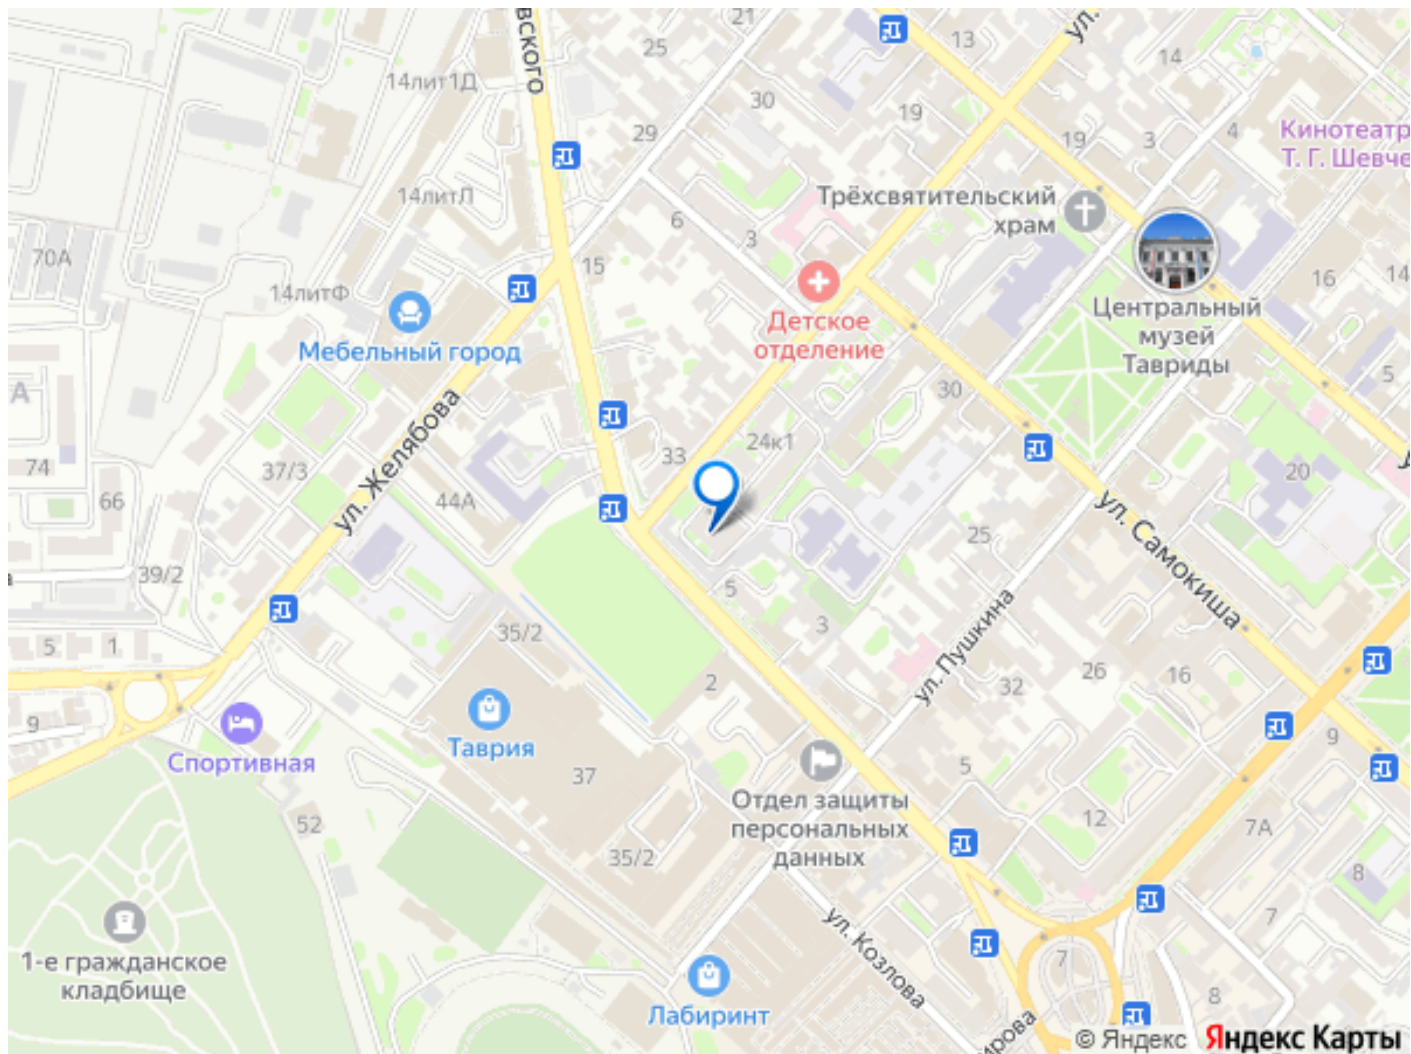 вского
21
25
13
ул.
14
14лит1Д
30
29
19
19
3
4
Кинотеатр
Т. Г. Шевче
14литЛ
6
3
Трёхсвятительский
храм
70А
15
16
14
14литФ
Центральный
музей
Тавриды
Детское
отделение
Мебельный город
5
А
30
ул. Желябова
74
37/3
33
24к1
66
44А
20
ул. Самокиша
25
39/2
5
3
ул. Пушкина
5
1
35/2
2
32
26
16
9
Спортивная
Таврия
37
5
9
Отдел защиты
персональных
данных
52
12
7А
35/2
8
1-е гражданское
кладбище
ул. Козлова
7
7
8
Лабиринт
ирова
© Яндекс Яндекс Карты